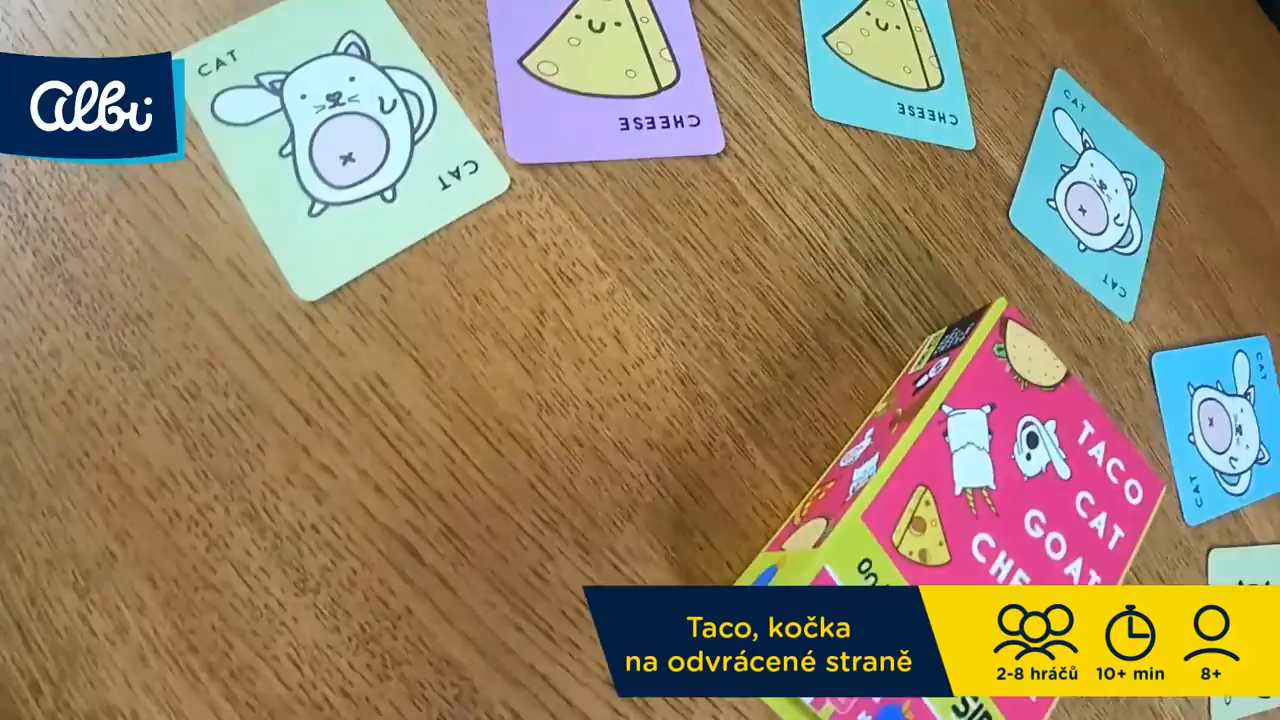 CAT
CAT
Albi
CHEESE
CHEESE
CAT
CAT
CAT
CAT
TACO
CAT
GOAT
Taco, kočka
na odvrácené straně
2-8 hráčů
10+ min
8+